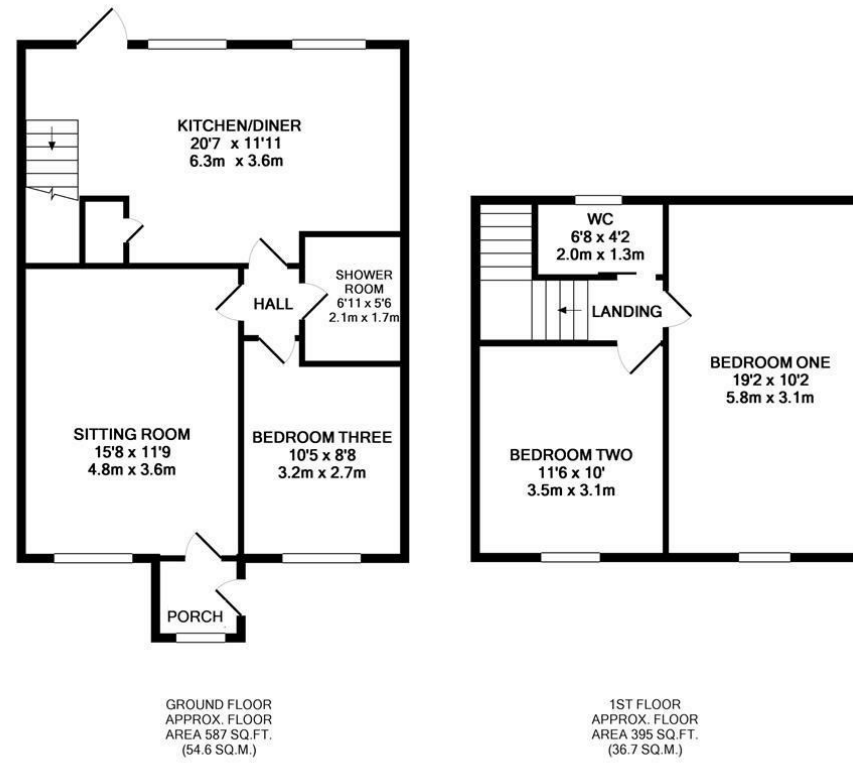 KITCHEN/DINER
20'7 x 11'11
6.3m x 3.6m
SHOWER
ROOM
6'11 x 5'6
2.1m x 1.7m
HALL
SITTING ROOM
15'8 x 11'9
4.8m x 3.6m
BEDROOM THREE
10'5 x 8'8
3.2m x 2.7m
PORCH
GROUND FLOOR
APPROX. FLOOR
AREA 587 SQ.FT.
(54.6 SQ.M.)
WC
6'8 x 4'2
2.0m x 1.3m
LANDING
BEDROOM ONE
19'2 x 10'2
5.8m x 3.1m
BEDROOM TWO
11'6 x 10'
3.5m x 3.1m
1ST FLOOR
APPROX. FLOOR
AREA 395 SQ.FT.
(36.7 SQ.M.)